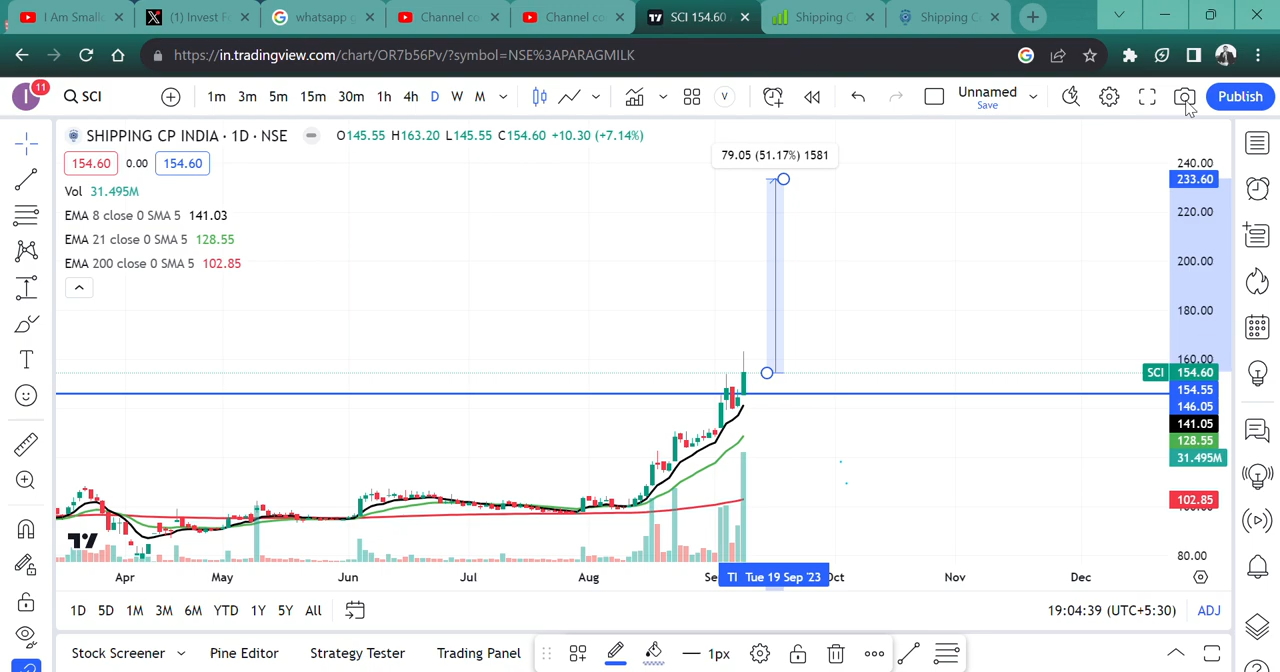 I Am Small
(1) Invest F
whatsapp g
Channel co
Channel co
SCI 154.60
Shipping C
Shipping C
https://in.tradingview.com/chart/OR7b56Pv/?symbol=NSE%3APARAGMILK
I
11
SCI
1m 3m 5m 15m 30m 1h 4h D W M
V
Unnamed
Save
Publish
SHIPPING CP INDIA · 1D · NSE
O145.55 H163.20 L145.55 C154.60 +10.30 (+7.14%)
154.60 0.00 154.60
Vol 31.495M
EMA 8 close 0 SMA 5 141.03
EMA 21 close 0 SMA 5 128.55
EMA 200 close 0 SMA 5 102.85
79.05 (51.17%) 1581
240.00
233.60
220.00
200.00
180.00
160.00
SCI 154.60
154.55
146.05
141.05
128.55
31.495M
102.85
80.00
Apr May Jun Jul Aug Se Tue 19 Sep '23 Oct Nov Dec
1D 5D 1M 3M 6M YTD 1Y 5Y All
19:04:39 (UTC+5:30) ADJ
Stock Screener Pine Editor Strategy Tester Trading Panel
1px